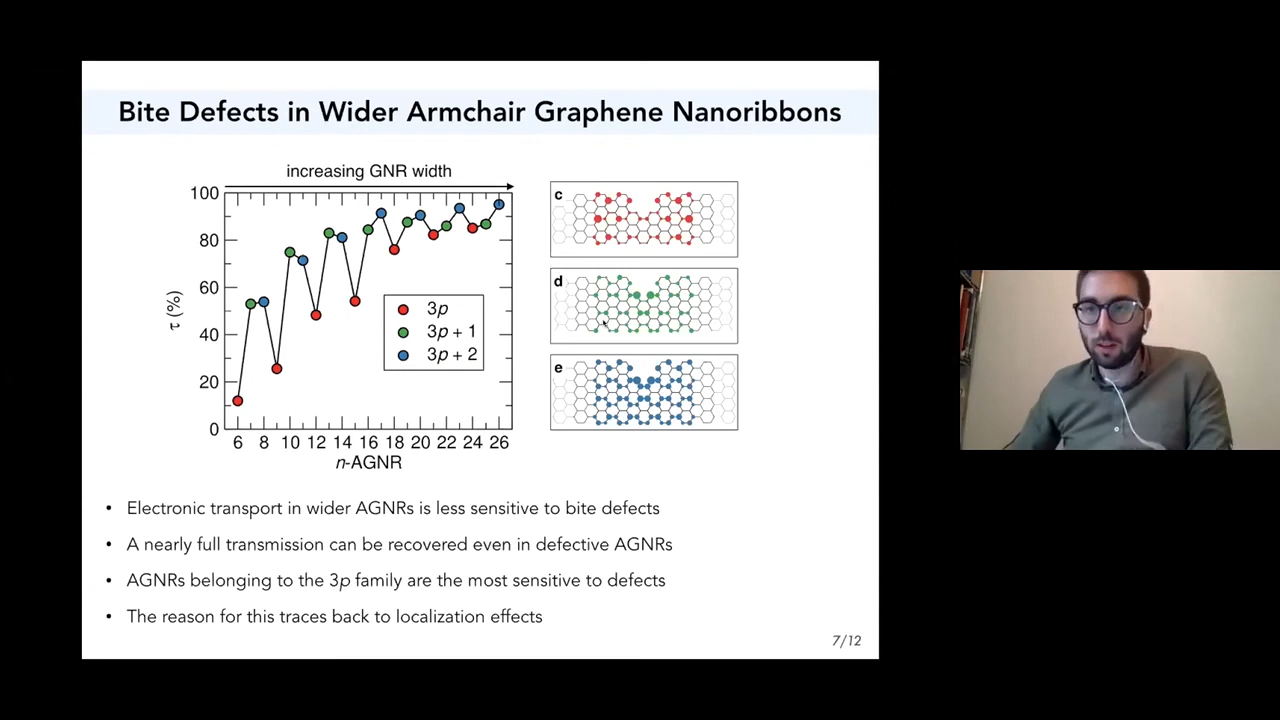 Bite Defects in Wider Armchair Graphene Nanoribbons
increasing GNR width
100
80
60
40
20
0
τ (%)
3p
3p + 1
3p + 2
6 8 10 12 14 16 18 20 22 24 26
n-AGNR
c
d
e
• Electronic transport in wider AGNRs is less sensitive to bite defects
• A nearly full transmission can be recovered even in defective AGNRs
• AGNRs belonging to the 3p family are the most sensitive to defects
• The reason for this traces back to localization effects
7/12